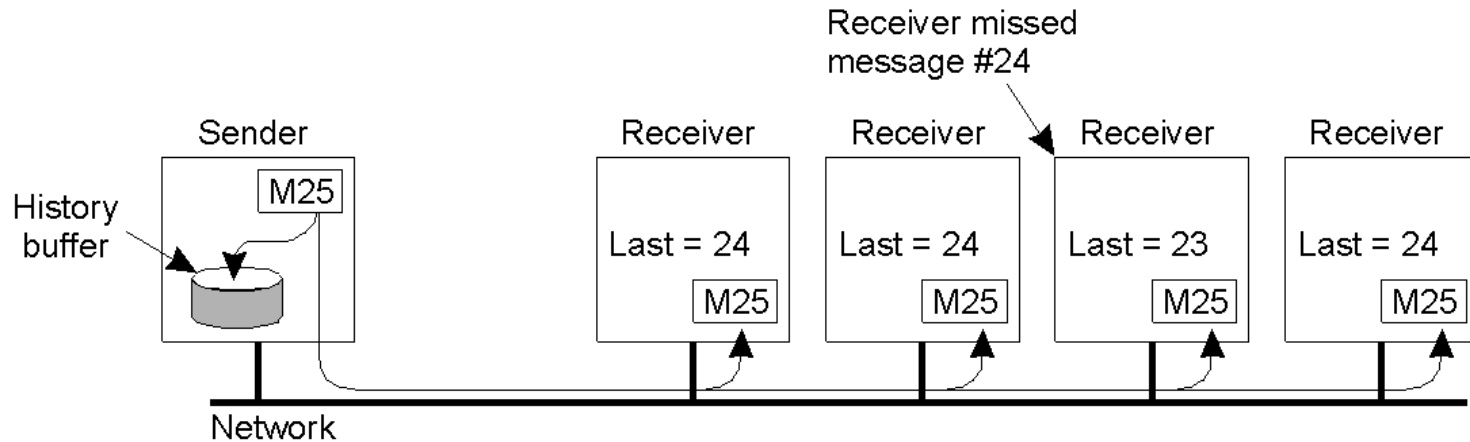 Receiver missed
message #24
Sender
Receiver
Receiver
Receiver
Receiver
M25
History
buffer
Last = 24
Last = 24
Last = 23
Last = 24
M25
M25
M25
M25
Network